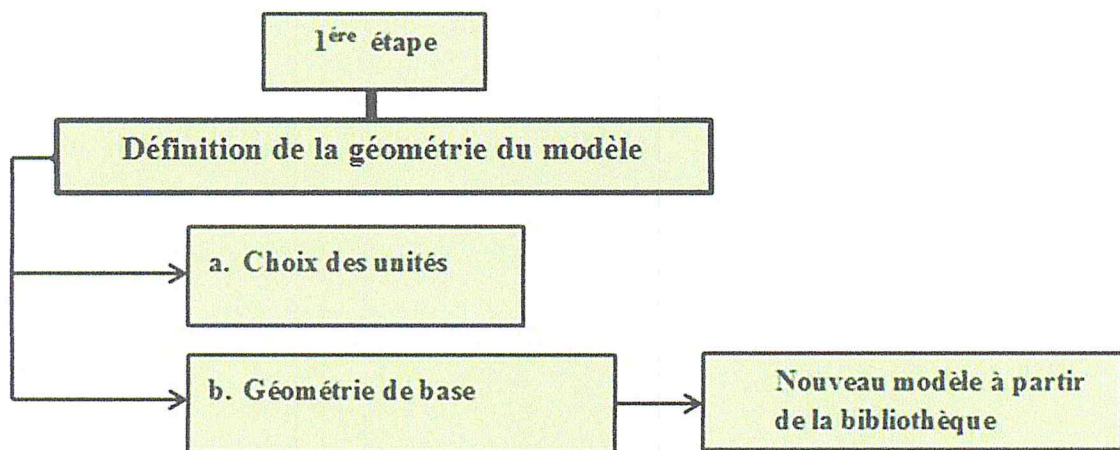 1ére étape
Définition de la géométrie du modèle
a. Choix des unités
b. Géométrie de base
Nouveau modèle à partir
de la bibliothèque